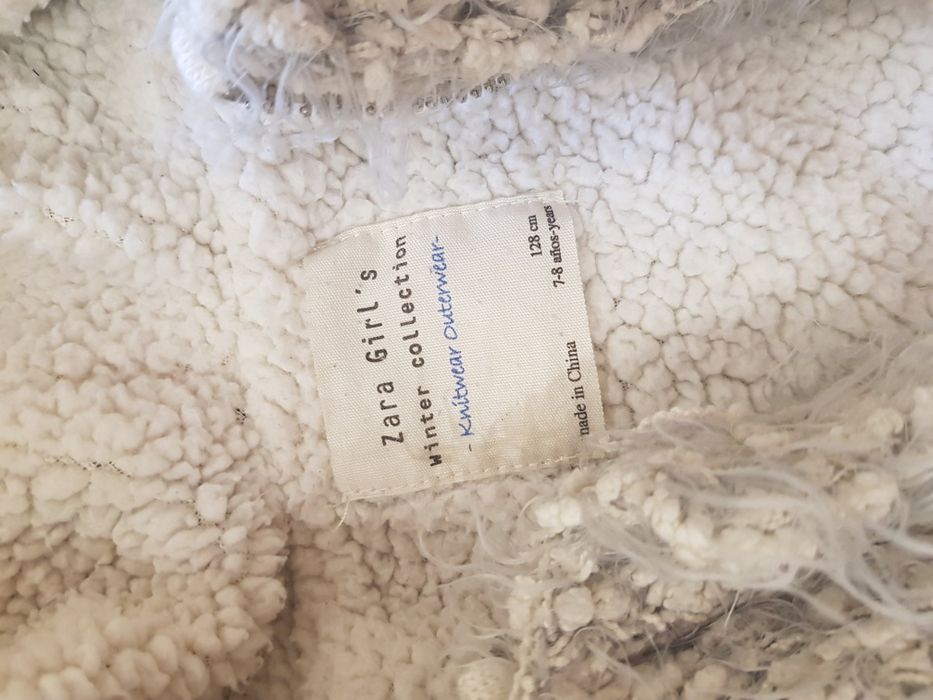 Zara Girl's
Winter collection
- Knitwear Outerwear-
128 cm
7-8 años-years
made in China